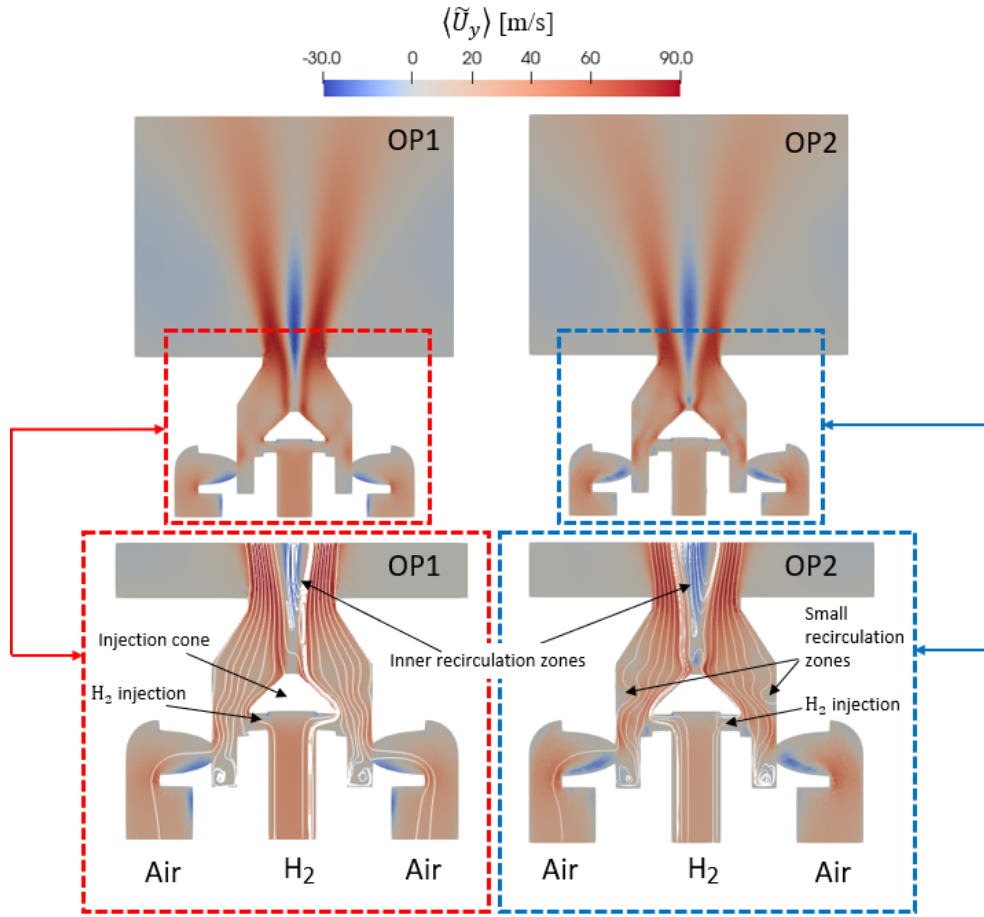 ⟨Ũ_y⟩ [m/s]
-30.0 0 20 40 60 90.0
OP1 OP2
OP1 OP2
Small
recirculation
zones
Injection cone
Inner recirculation zones
H₂ injection
H₂ injection
Air H₂ Air Air H₂ Air